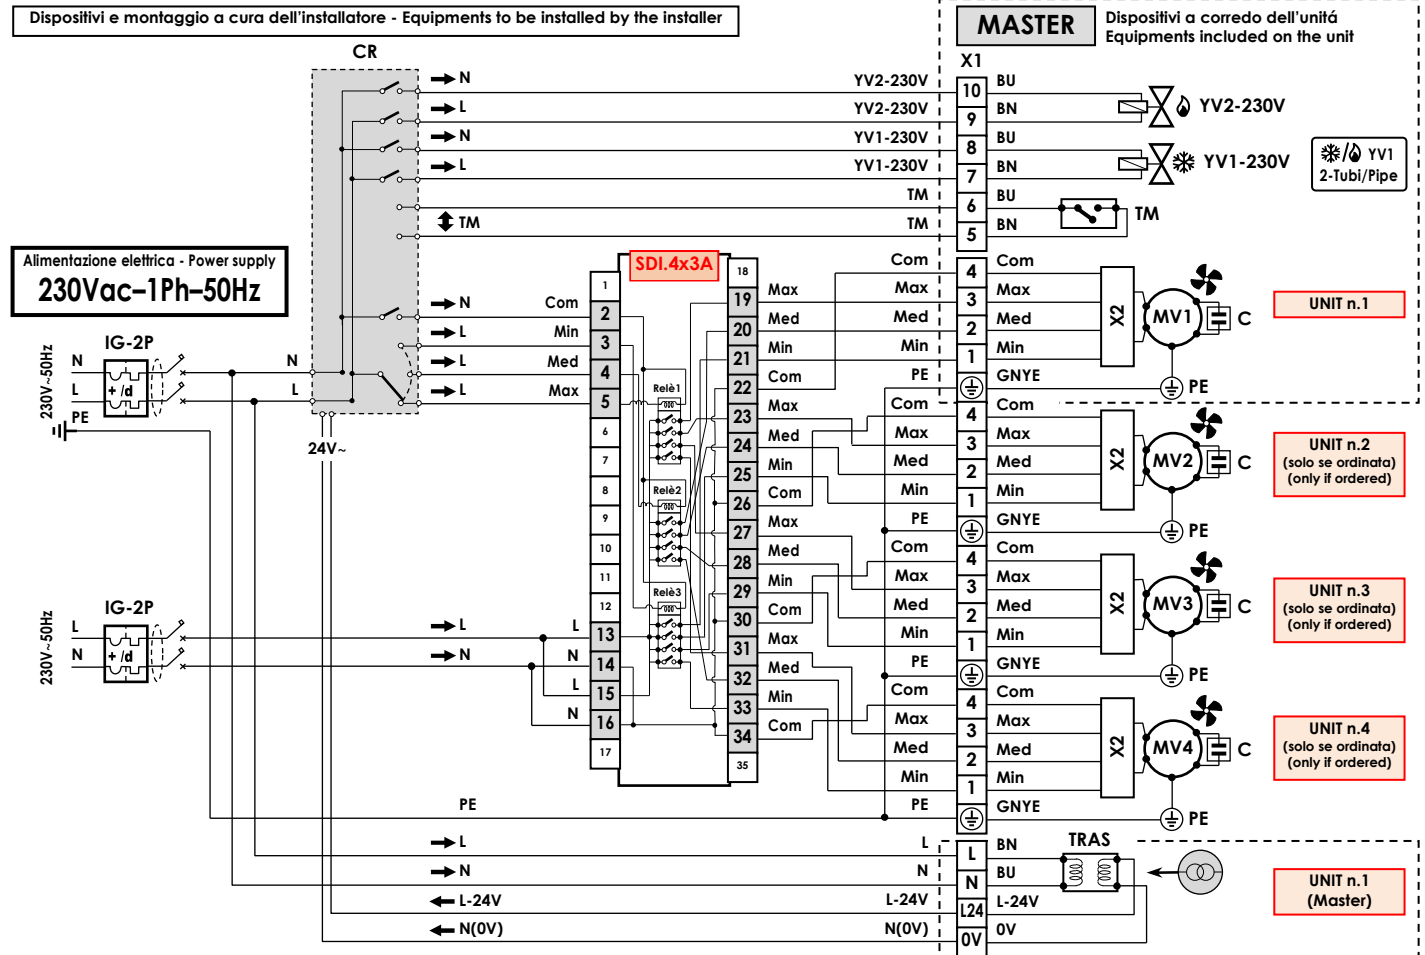 Dispositivi e montaggio a cura dell'installatore - Equipments to be installed by the installer
MASTER
Dispositivi a corredo dell'unitá
Equipments included on the unit
CR
X1
N
YV2-230V
10
BU
L
YV2-230V
9
BN
YV2-230V
N
YV1-230V
8
BU
L
YV1-230V
7
BN
YV1-230V
YV1
2-Tubi/Pipe
TM
6
BU
TM
TM
5
BN
TM
Alimentazione elettrica - Power supply
230Vac–1Ph–50Hz
SDI.4x3A
1
2
3
4
5
6
7
8
9
10
11
12
13
14
15
16
17
18
19
20
21
22
23
24
25
26
27
28
29
30
31
32
33
34
35
Relè1
Relè2
Relè3
N
Com
L
Min
L
Med
L
Max
IG-2P
230V~50Hz
N
L
PE
+ /d
N
L
24V~
IG-2P
230V~50Hz
L
N
+ /d
L
L
N
N
L
N
Max
Med
Min
Com
Max
Med
Min
Com
Max
Med
Min
Com
Max
Med
Min
Com
Com
4
Com
Max
3
Max
Med
2
Med
Min
1
Min
PE
GNYE
X2
MV1
C
PE
UNIT n.1
Com
4
Com
Max
3
Max
Med
2
Med
Min
1
Min
PE
GNYE
X2
MV2
C
PE
UNIT n.2
(solo se ordinata)
(only if ordered)
Com
4
Com
Max
3
Max
Med
2
Med
Min
1
Min
PE
GNYE
X2
MV3
C
PE
UNIT n.3
(solo se ordinata)
(only if ordered)
Com
4
Com
Max
3
Max
Med
2
Med
Min
1
Min
PE
PE
GNYE
X2
MV4
C
PE
UNIT n.4
(solo se ordinata)
(only if ordered)
L
L
L
BN
TRAS
N
N
N
BU
L-24V
L-24V
L24
L-24V
N(0V)
N(0V)
0V
0V
UNIT n.1
(Master)